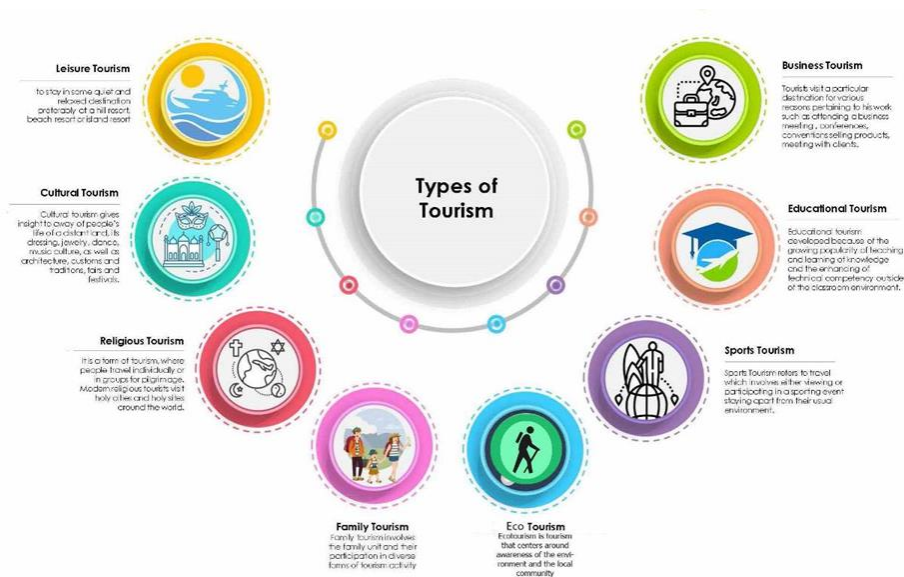 Types of
Tourism
Leisure Tourism
to stay in some quiet and
relaxed destination
preferably at a hill resort,
beach resort or island resort
Cultural Tourism
Cultural tourism gives
insight to away of people's
life of a distant land, its
dressing, jewelry, dance,
music culture, as well as
architecture, customs and
traditions, fairs and
festivals.
Religious Tourism
It is a form of tourism, where
people travel individually or
in groups for pilgrimage.
Modern religious tourists visit
holy cities and holy sites
around the world.
Family Tourism
Family tourism involves
the family unit and their
participation in diverse
forms of tourism activity
Eco Tourism
Ecotourism is tourism
that centers around
awareness of the envi-
ronment and the local
community
Sports Tourism
Sports Tourism refers to travel
which involves either viewing or
participating in a sporting event
staying apart from their usual
environment.
Educational Tourism
Educational tourism
developed because of the
growing popularity of teaching
and learning of knowledge
and the enhancing of
technical competency outside
of the classroom environment.
Business Tourism
Tourists visit a particular
destination for various
reasons pertaining to his work
such as attending a business
meeting , conferences,
conventions selling products,
meeting with clients.